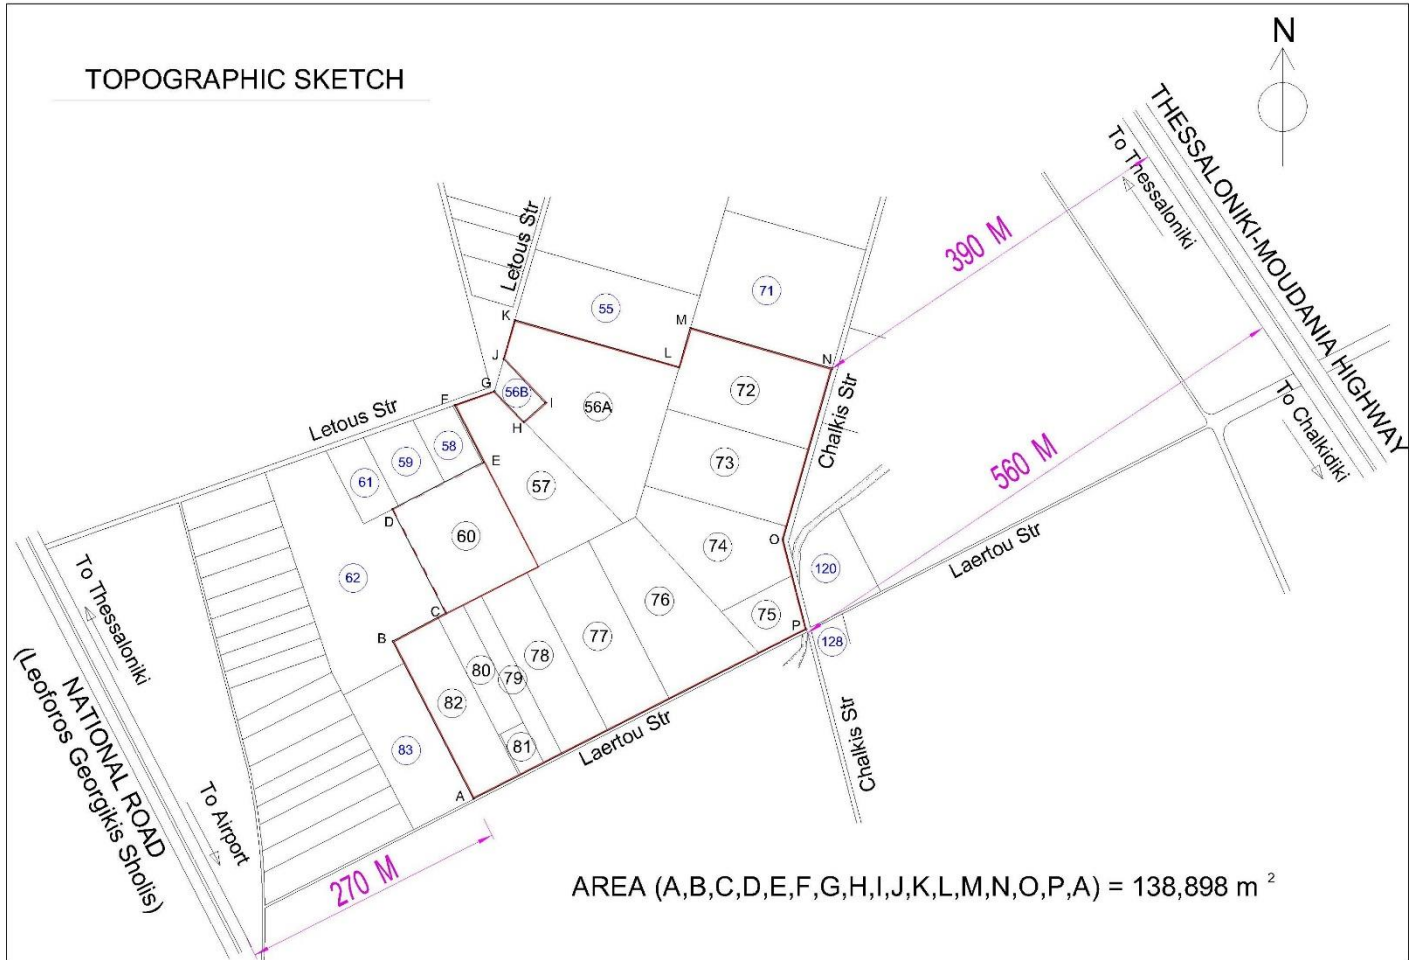 TOPOGRAPHIC SKETCH
N
THESSALONIKI-MOUDANIA HIGHWAY
To Thessaloniki
To Chalkidiki
390 M
560 M
Letous Str
55
71
K
M
L
N
J
G
56B
I
H
56A
72
Chalkis Str
F
Letous Str
58
59
61
E
57
73
D
60
74
O
120
Laertou Str
62
C
B
76
75
P
128
77
78
80
79
82
81
83
A
Laertou Str
Chalkis Str
To Thessaloniki
NATIONAL ROAD
(Leoforos Georgikis Sholis)
To Airport
270 M
AREA (A,B,C,D,E,F,G,H,I,J,K,L,M,N,O,P,A) = 138,898 m ²